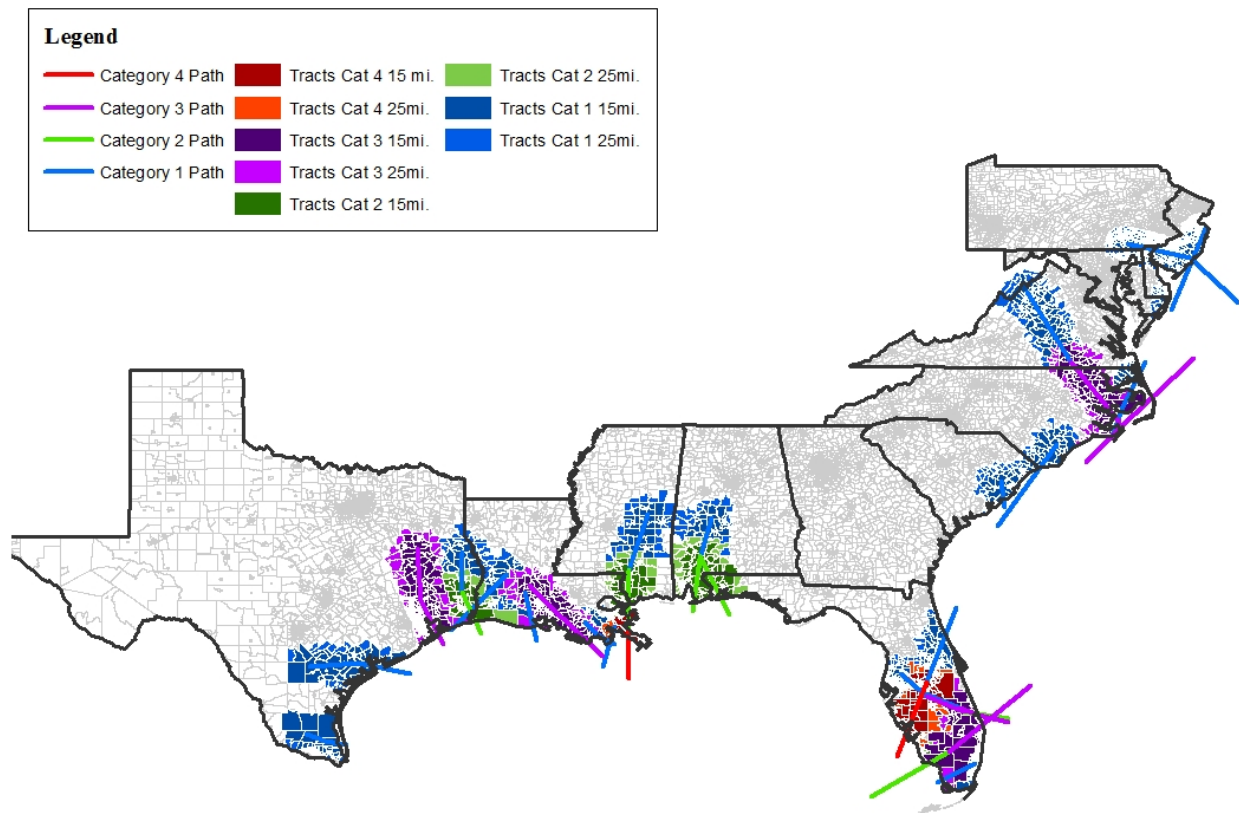 Legend
Category 4 Path
Tracts Cat 4 15 mi.
Tracts Cat 2 25mi.
Category 3 Path
Tracts Cat 4 25mi.
Tracts Cat 1 15mi.
Category 2 Path
Tracts Cat 3 15mi.
Tracts Cat 1 25mi.
Category 1 Path
Tracts Cat 3 25mi.
Tracts Cat 2 15mi.